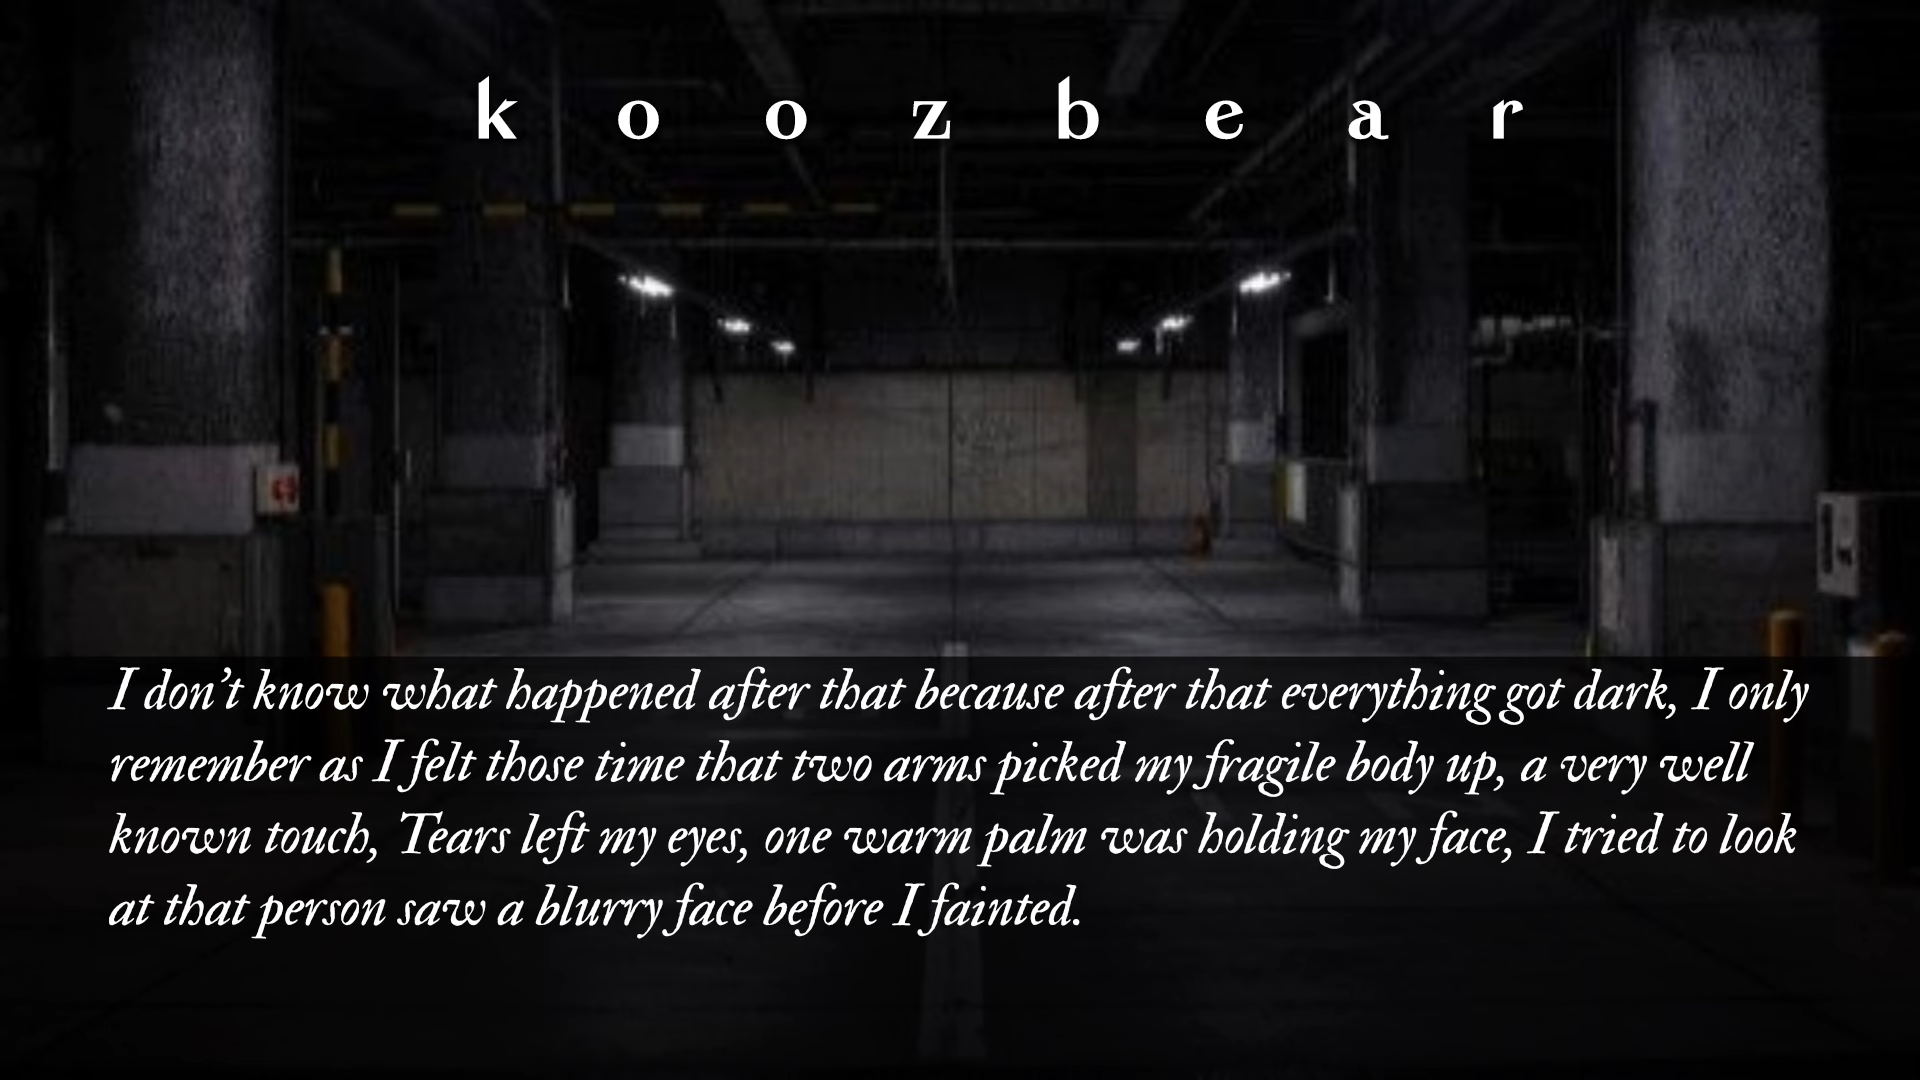 k o o z b e a r
I don't know what happened after that because after that everything got dark, I only
remember as I felt those time that two arms picked my fragile body up, a very well
known touch, Tears left my eyes, one warm palm was holding my face, I tried to look
at that person saw a blurry face before I fainted.